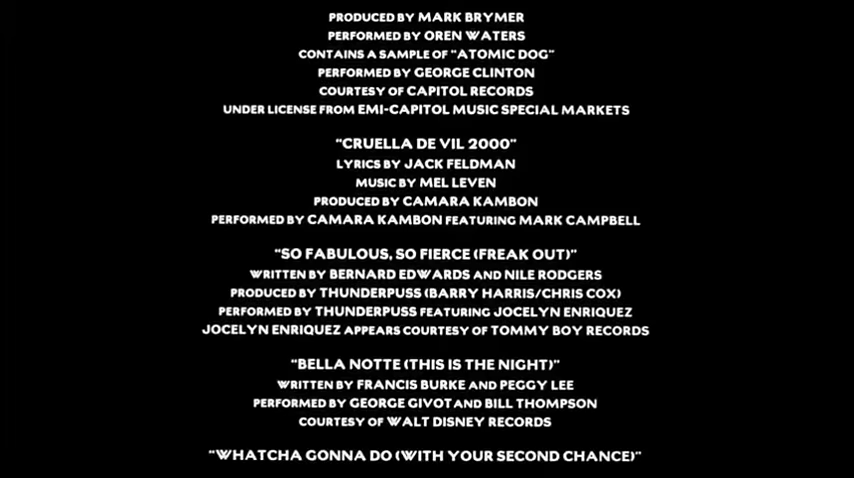 PRODUCED BY MARK BRYMER
PERFORMED BY OREN WATERS
CONTAINS A SAMPLE OF "ATOMIC DOG"
PERFORMED BY GEORGE CLINTON
COURTESY OF CAPITOL RECORDS
UNDER LICENSE FROM EMI-CAPITOL MUSIC SPECIAL MARKETS
"CRUELLA DE VIL 2000"
LYRICS BY JACK FELDMAN
MUSIC BY MEL LEVEN
PRODUCED BY CAMARA KAMBON
PERFORMED BY CAMARA KAMBON FEATURING MARK CAMPBELL
"SO FABULOUS, SO FIERCE (FREAK OUT)"
WRITTEN BY BERNARD EDWARDS AND NILE RODGERS
PRODUCED BY THUNDERPUSS (BARRY HARRIS/CHRIS COX)
PERFORMED BY THUNDERPUSS FEATURING JOCELYN ENRIQUEZ
JOCELYN ENRIQUEZ APPEARS COURTESY OF TOMMY BOY RECORDS
"BELLA NOTTE (THIS IS THE NIGHT)"
WRITTEN BY FRANCIS BURKE AND PEGGY LEE
PERFORMED BY GEORGE GIVOT AND BILL THOMPSON
COURTESY OF WALT DISNEY RECORDS
"WHATCHA GONNA DO (WITH YOUR SECOND CHANCE)"